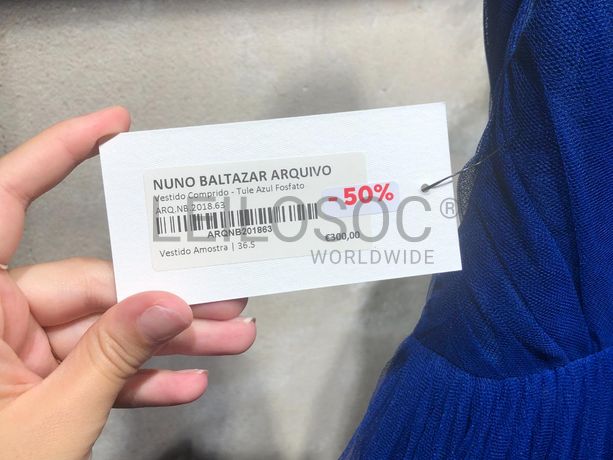 NUNO BALTAZAR ARQUIVO
Vestido Comprido - Tule Azul Fosfato
ARQ.NB.2018.63
- 50%
ARQNB201863
€300,00
Vestido Amostra | 36.5
LEILOSOC®
WORLDWIDE